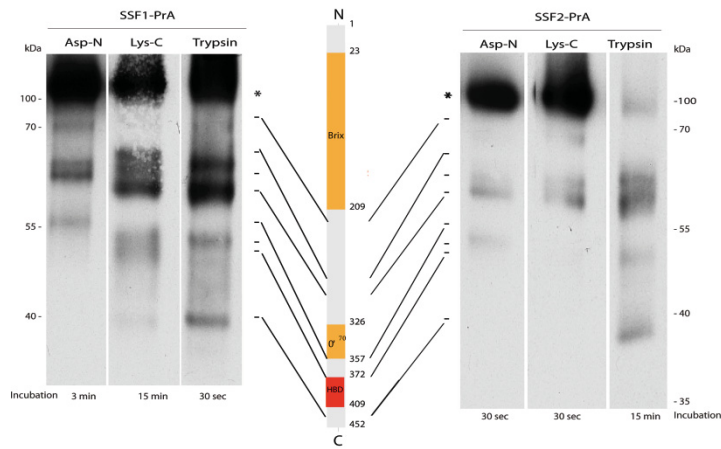 SSF1-PrA
Asp-N Lys-C Trypsin
kDa
100 -
70 -
55 -
40 -
Incubation 3 min 15 min 30 sec
*
N
1
23
Brix
209
326
σ 70
357
372
HBD
409
452
C
SSF2-PrA
Asp-N Lys-C Trypsin
kDa
*
-100
- 70
- 55
- 40
- 35
30 sec 30 sec 15 min Incubation